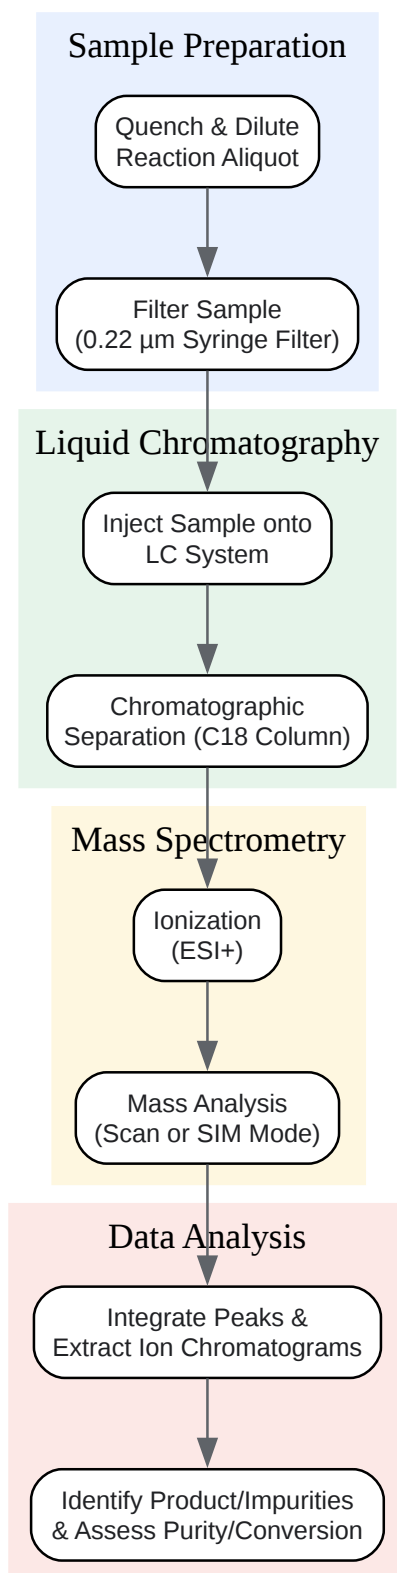 Sample Preparation
Quench & Dilute
Reaction Aliquot
Filter Sample
(0.22 µm Syringe Filter)
Liquid Chromatography
Inject Sample onto
LC System
Chromatographic
Separation (C18 Column)
Mass Spectrometry
Ionization
(ESI+)
Mass Analysis
(Scan or SIM Mode)
Data Analysis
Integrate Peaks &
Extract Ion Chromatograms
Identify Product/Impurities
& Assess Purity/Conversion